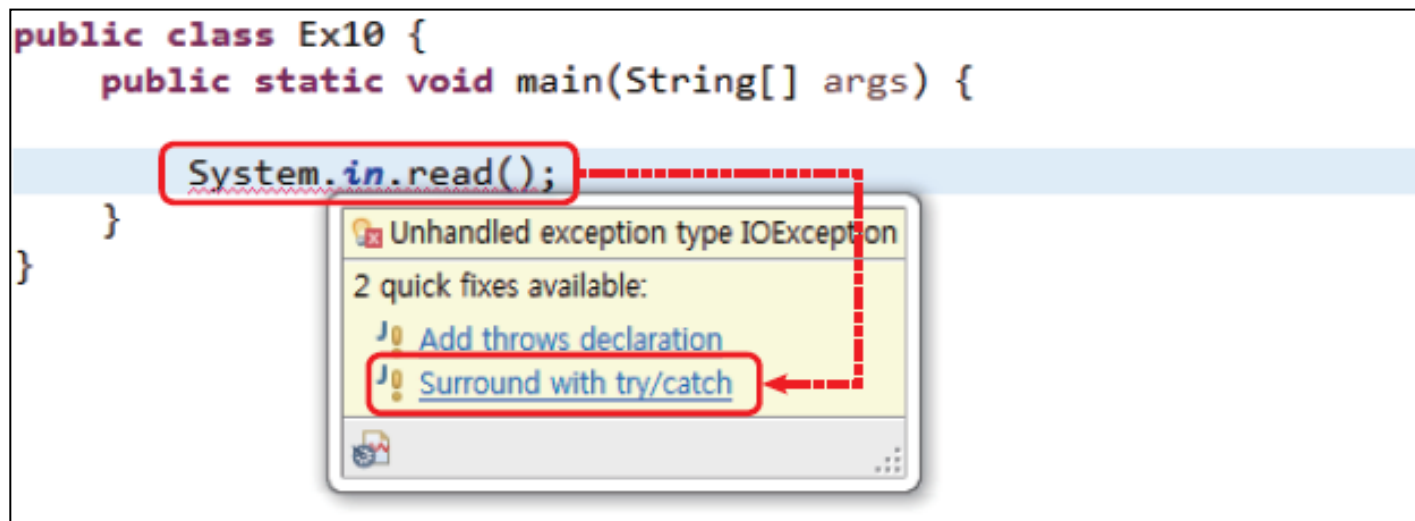 public class Ex10 {
public static void main(String[] args) {
System.in.read();
}
}
Unhandled exception type IOException
2 quick fixes available:
Add throws declaration
Surround with try/catch